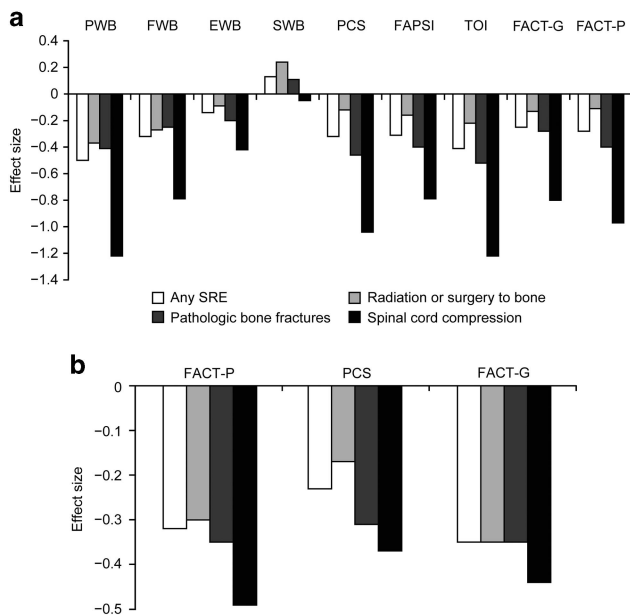 a
PWB FWB EWB SWB PCS FAPSI TOI FACT-G FACT-P
0.4
0.2
0
−0.2
−0.4
−0.6
−0.8
−1.0
−1.2
−1.4
Effect size
Any SRE
Radiation or surgery to bone
Pathologic bone fractures
Spinal cord compression
b
FACT-P PCS FACT-G
0
−0.1
−0.2
−0.3
−0.4
−0.5
Effect size